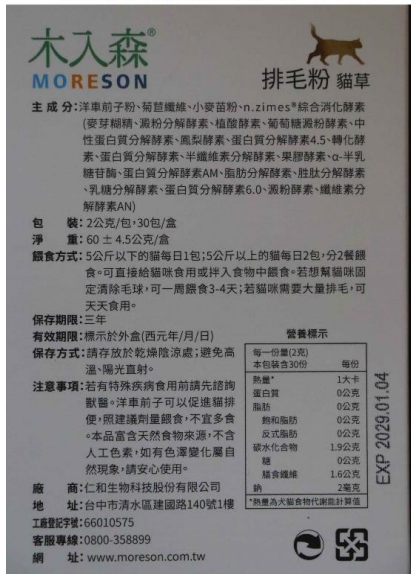 木入森®
MORESON
排毛粉 貓草
主成分:洋車前子粉、菊苣纖維、小麥苗粉、n.zimes®綜合消化酵素
(麥芽糊精、澱粉分解酵素、植酸酵素、葡萄糖澱粉酵素、中
性蛋白質分解酵素、鳳梨酵素、蛋白質分解酵素4.5、轉化酵
素、蛋白質分解酵素、半纖維素分解酵素、果膠酵素、α-半乳
糖苷酶、蛋白質分解酵素AM、脂肪分解酵素、胜肽分解酵素
、乳糖分解酵素、蛋白質分解酵素6.0、澱粉酵素、纖維素分
解酵素AN)
包裝:2公克/包,30包/盒
淨重:60 ± 4.5公克/盒
餵食方式:5公斤以下的貓每日1包;5公斤以上的貓每日2包,分2餐餵
食。可直接給貓咪食用或拌入食物中餵食。若想幫貓咪固
定清除毛球,可一周餵食3-4天;若貓咪需要大量排毛,可
天天食用。
保存期限:三年
有效期限:標示於外盒(西元年/月/日)
保存方式:請存放於乾燥陰涼處;避免高
溫、陽光直射。
注意事項:若有特殊疾病食用前請先諮詢
獸醫。洋車前子可以促進貓排
便,照建議劑量餵食,不宜多食
。本品富含天然食物來源,不含
人工色素,如有色澤變化屬自
然現象,請安心使用。
廠商:仁和生物科技股份有限公司
地址:台中市清水區建國路140號1樓
工廠登記字號:66010575
客服專線:0800-358899
網址:www.moreson.com.tw
營養標示
每一份量(2克)
本包裝含30份 每份
熱量* 1大卡
蛋白質 0公克
脂肪 0公克
飽和脂肪 0公克
反式脂肪 0公克
碳水化合物 1.9公克
糖 0公克
膳食纖維 1.6公克
鈉 2毫克
*熱量為犬貓食物代謝能計算值
EXP 2029.01.04